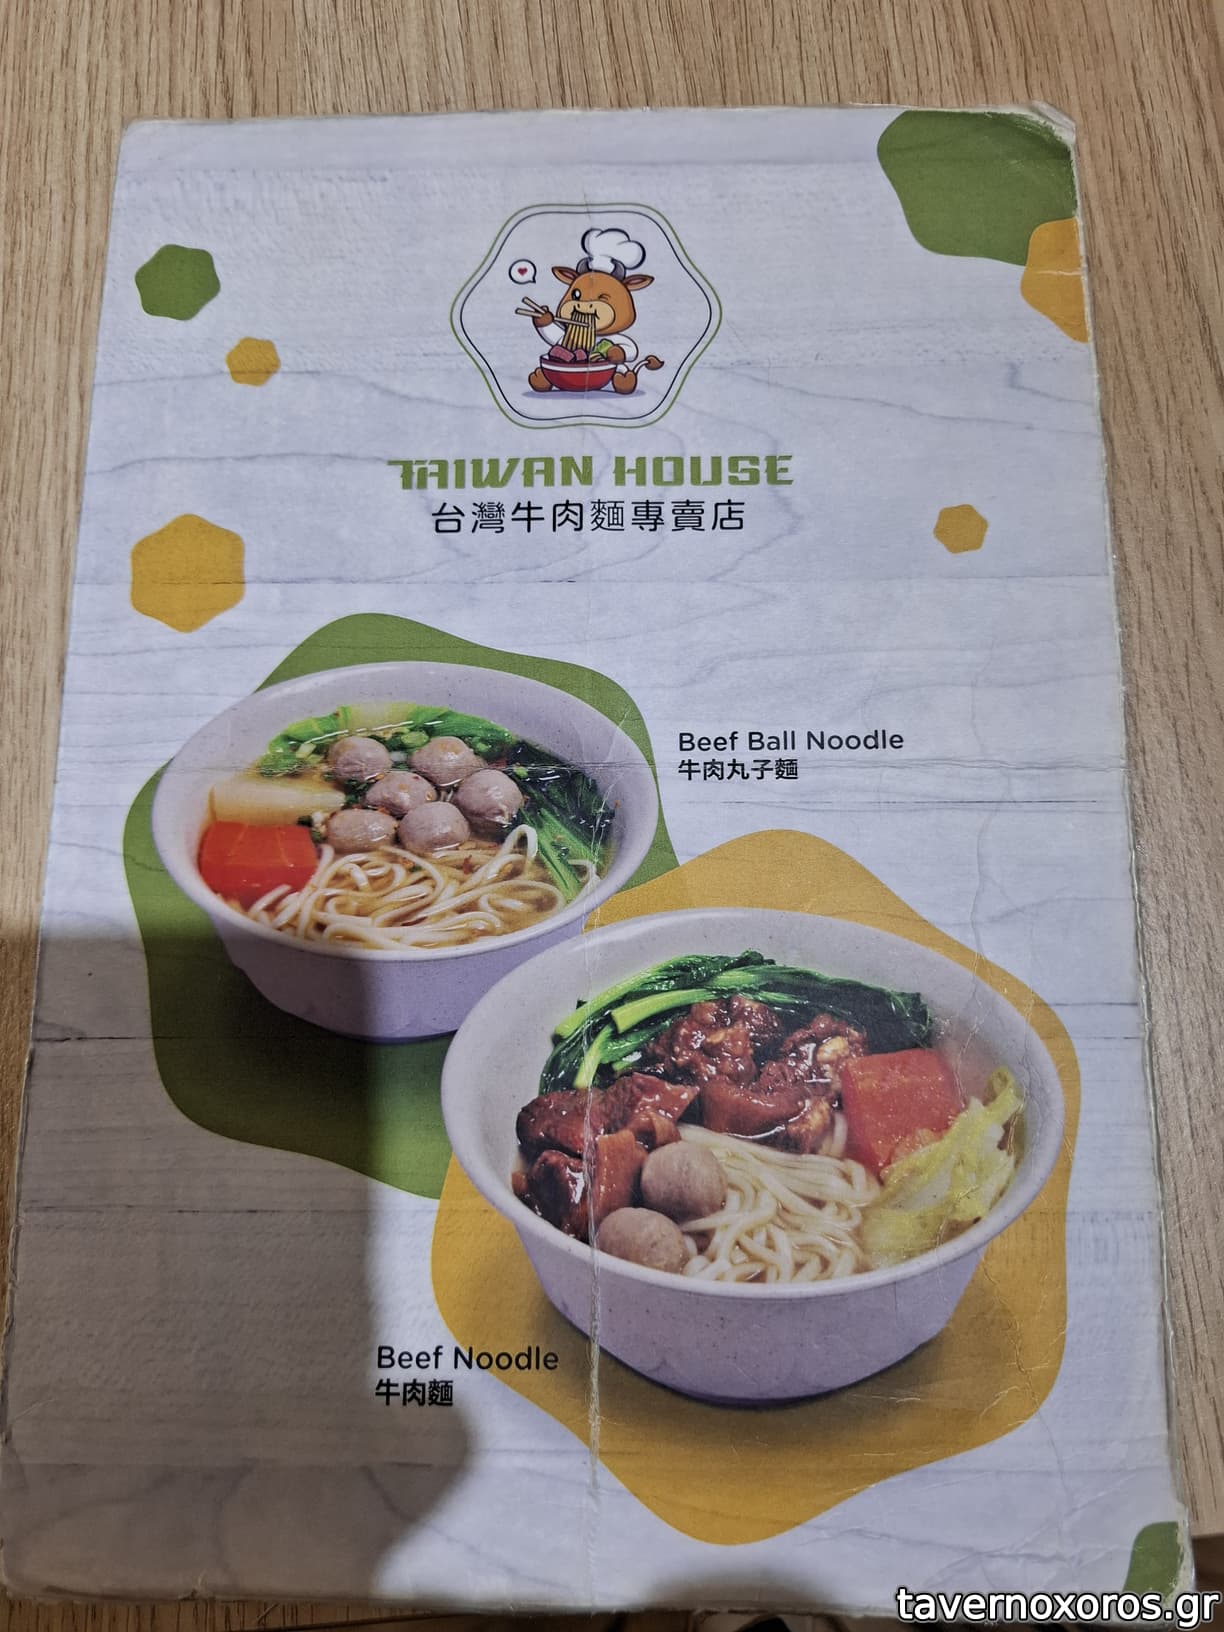 TAIWAN HOUSE
台灣牛肉麵專賣店
Beef Ball Noodle
牛肉丸子麵
Beef Noodle
牛肉麵
tavernoxoros.gr